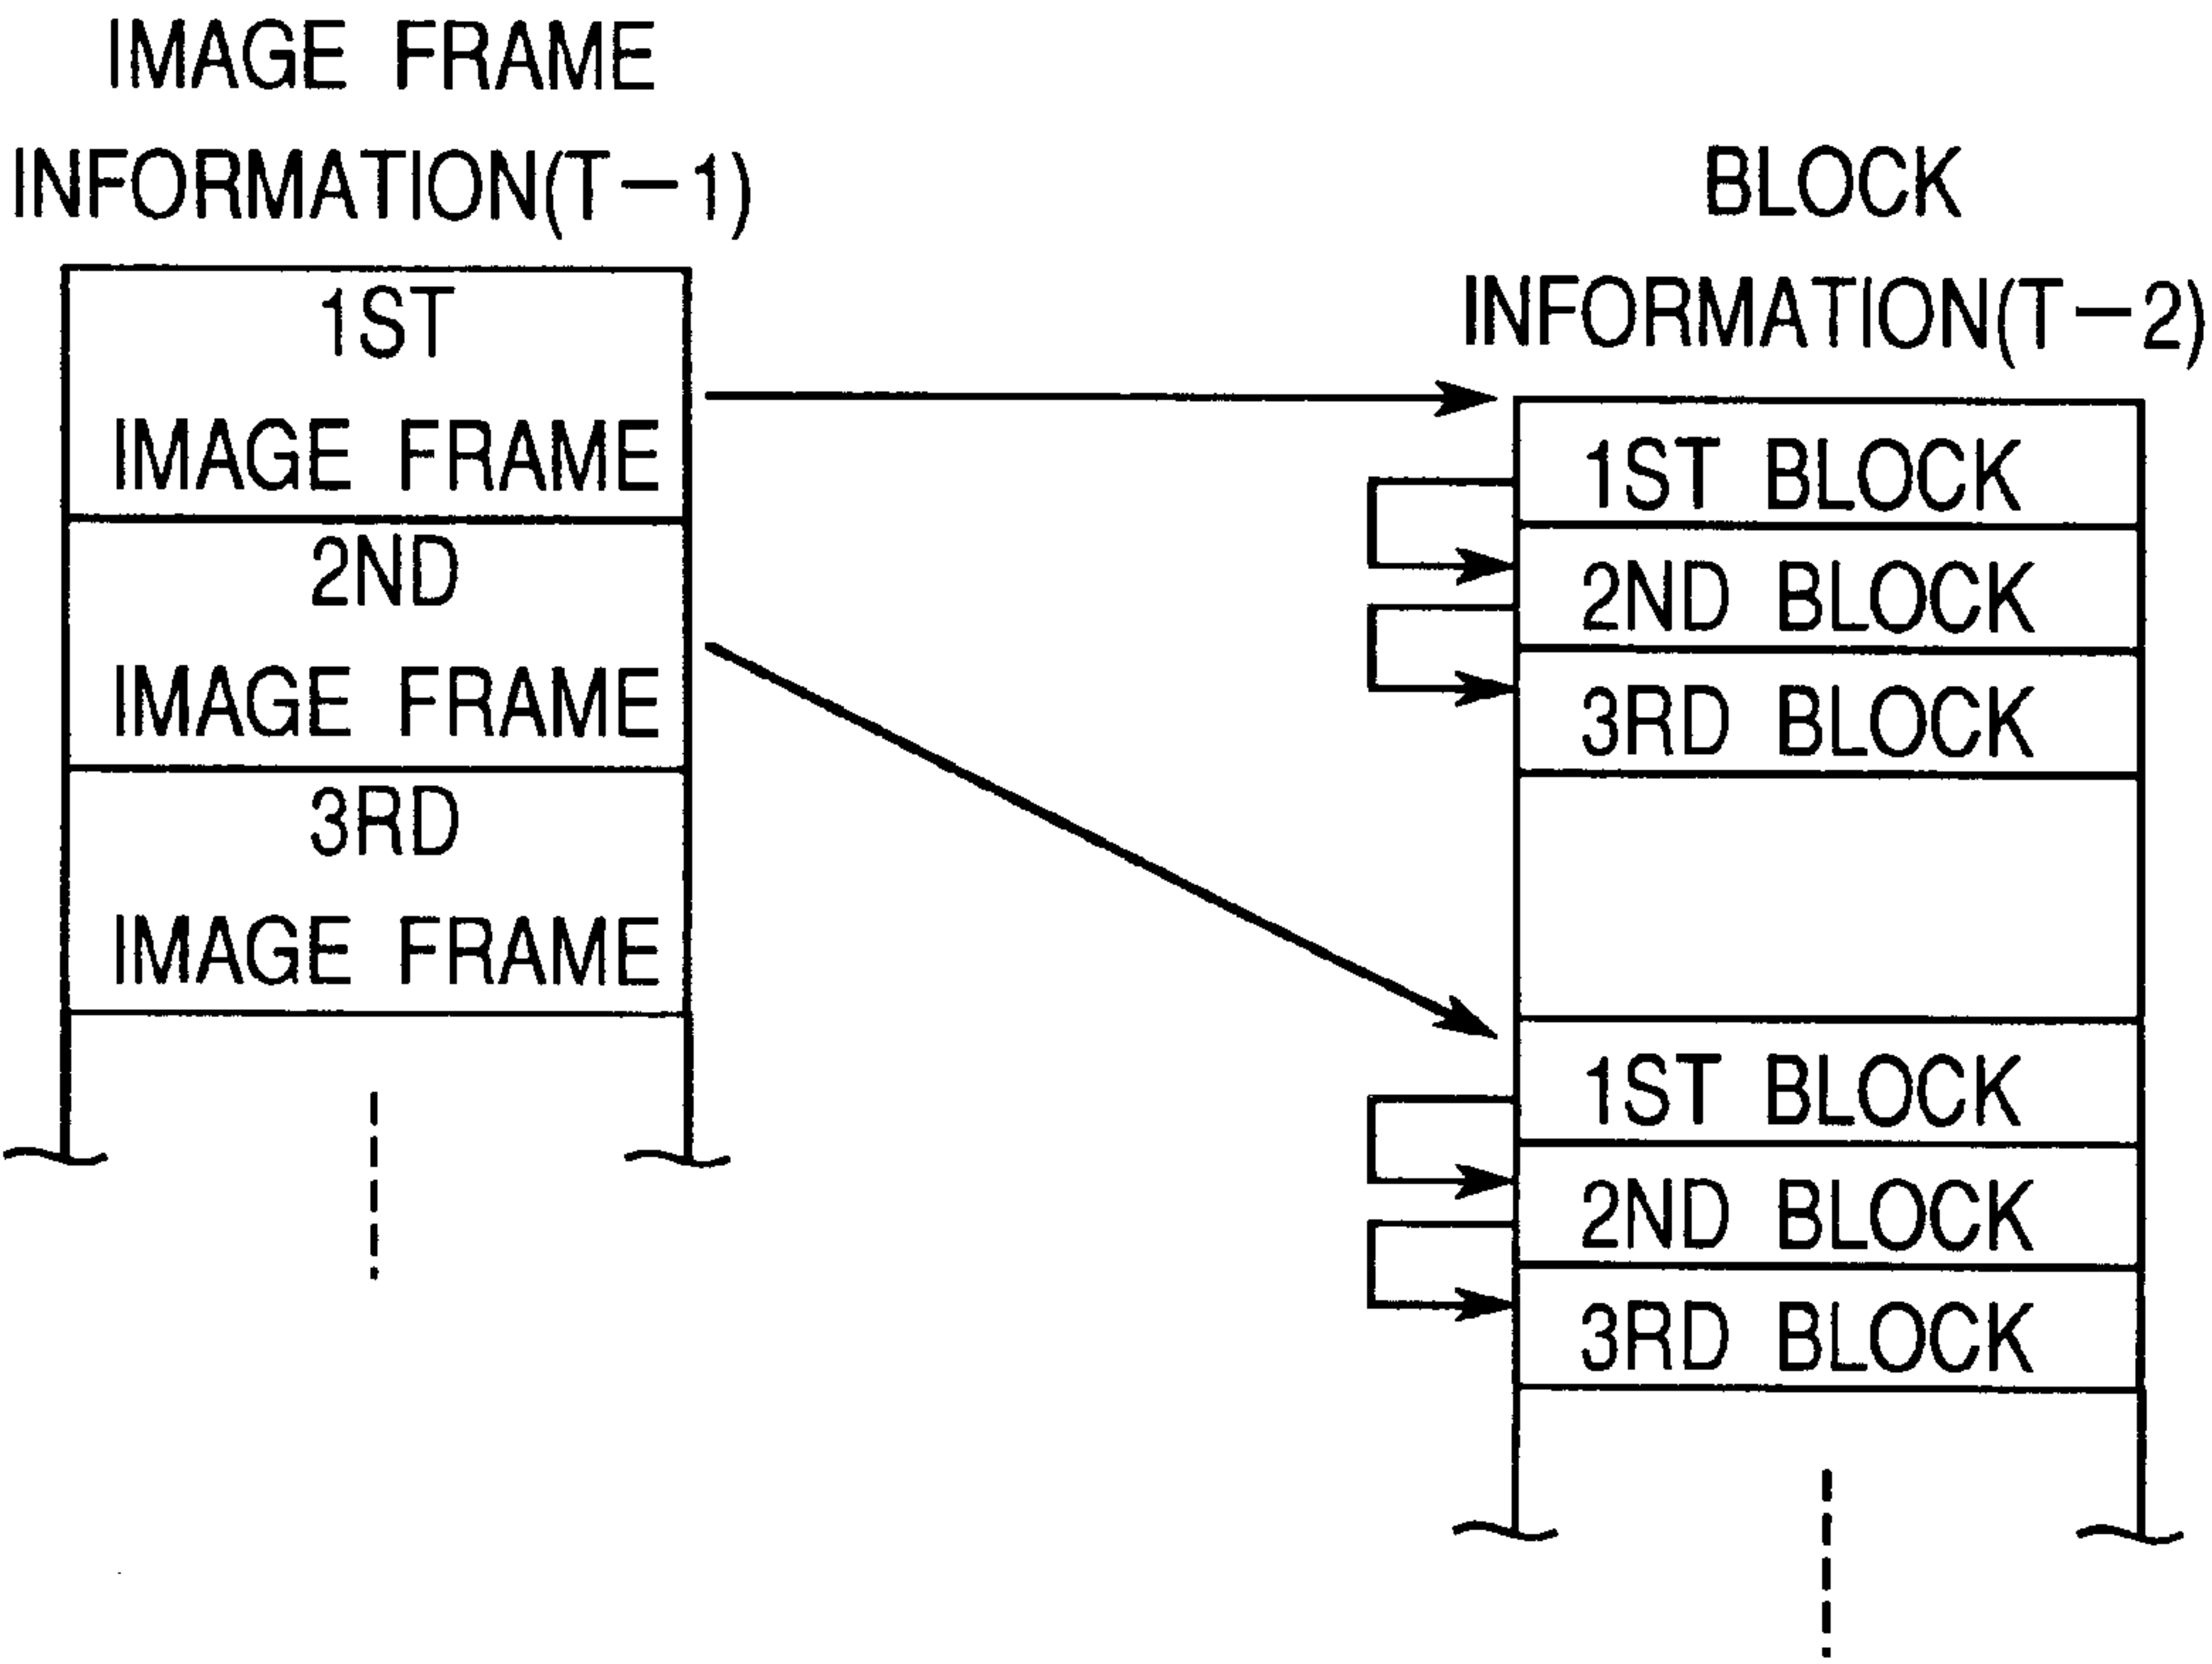 IMAGE FRAME
INFORMATION(T−1)
1ST
IMAGE FRAME
2ND
IMAGE FRAME
3RD
IMAGE FRAME
BLOCK
INFORMATION(T−2)
1ST BLOCK
2ND BLOCK
3RD BLOCK
1ST BLOCK
2ND BLOCK
3RD BLOCK